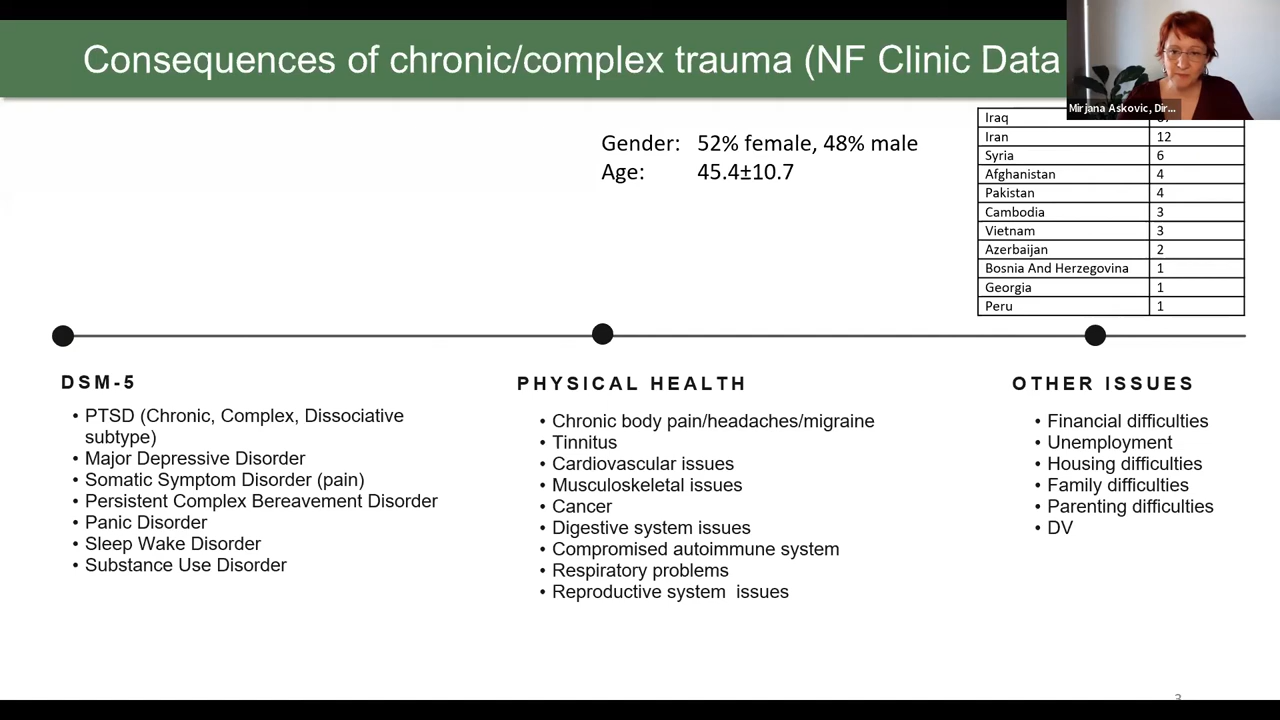 Consequences of chronic/complex trauma (NF Clinic Data
Mirjana Askovic, Dir...
Gender: 52% female, 48% male
Age: 45.4±10.7
Iraq
Iran 12
Syria 6
Afghanistan 4
Pakistan 4
Cambodia 3
Vietnam 3
Azerbaijan 2
Bosnia And Herzegovina 1
Georgia 1
Peru 1
DSM-5
• PTSD (Chronic, Complex, Dissociative
subtype)
• Major Depressive Disorder
• Somatic Symptom Disorder (pain)
• Persistent Complex Bereavement Disorder
• Panic Disorder
• Sleep Wake Disorder
• Substance Use Disorder
PHYSICAL HEALTH
• Chronic body pain/headaches/migraine
• Tinnitus
• Cardiovascular issues
• Musculoskeletal issues
• Cancer
• Digestive system issues
• Compromised autoimmune system
• Respiratory problems
• Reproductive system issues
OTHER ISSUES
• Financial difficulties
• Unemployment
• Housing difficulties
• Family difficulties
• Parenting difficulties
• DV